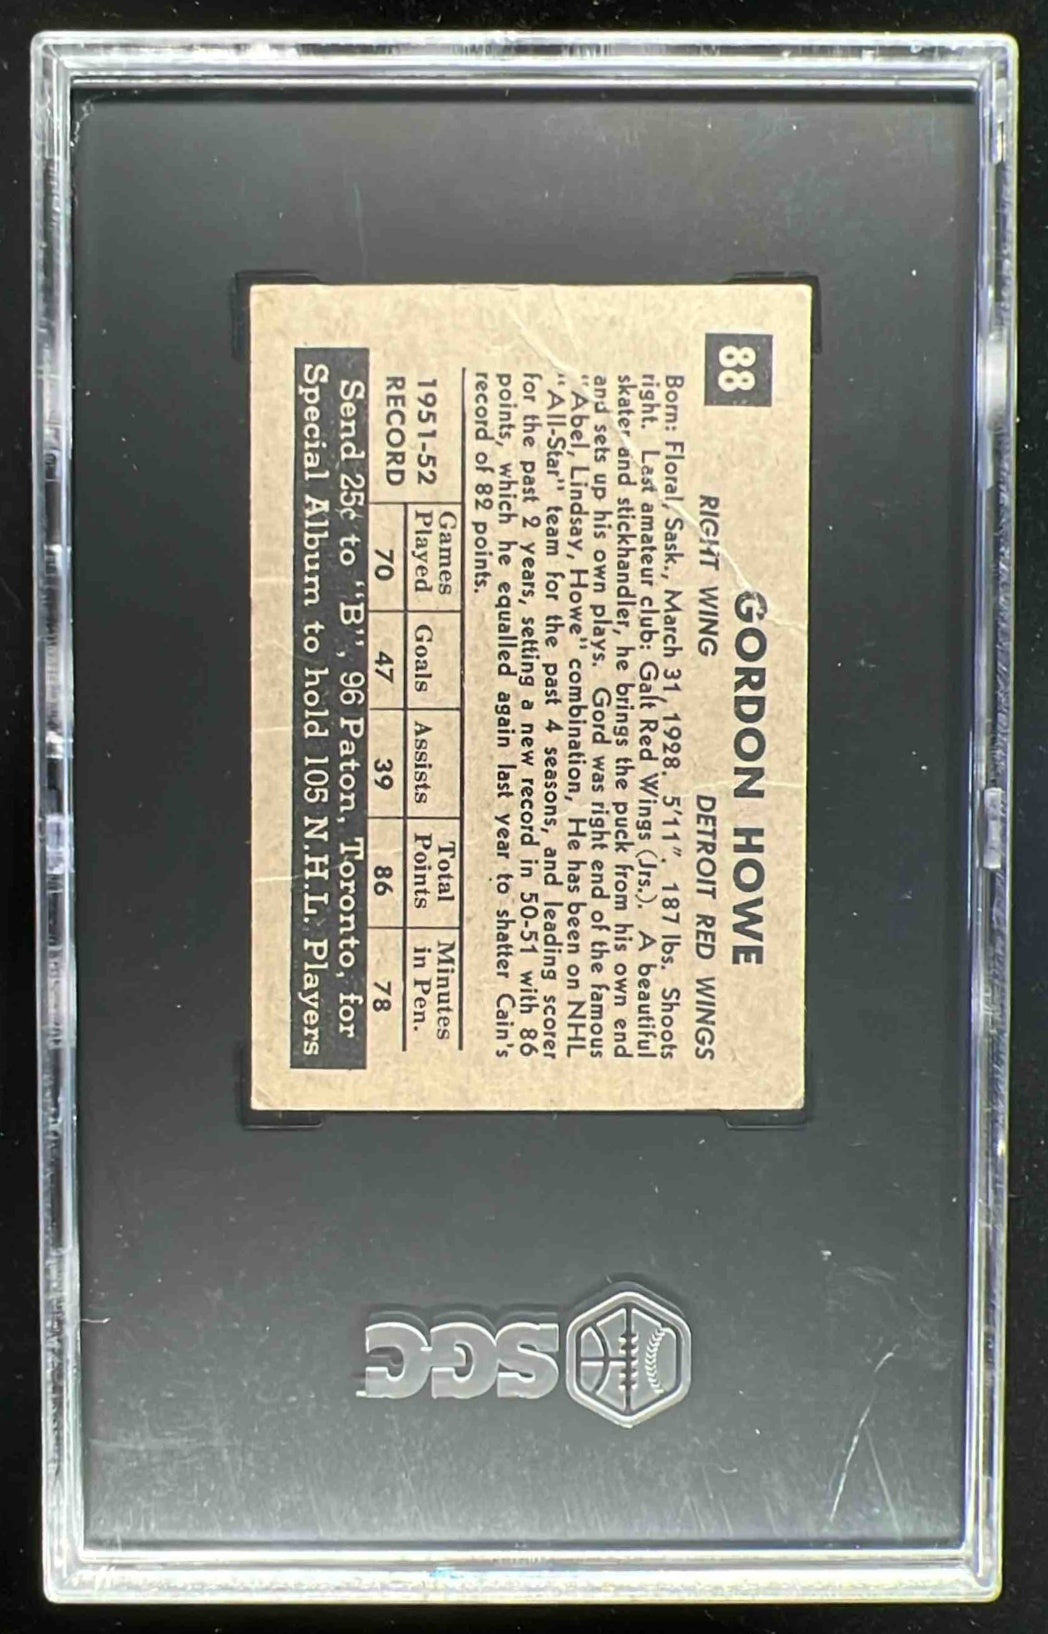 88
GORDON HOWE
RIGHT WING DETROIT RED WINGS
Born: Floral, Sask., March 31, 1928. 5'11". 187 lbs. Shoots
right. Last amateur club: Galt Red Wings (Jrs.). A beautiful
skater and stickhandler, he brings the puck from his own end
and sets up his own plays. Gord was right end of the famous
"Abel, Lindsay, Howe" combination, He has been on NHL
"All-Star" team for the past 4 seasons, and leading scorer
for the past 2 years, setting a new record in 50-51 with 86
points, which he equalled again last year to shatter Cain's
record of 82 points.
1951-52 RECORD
Games Played Goals Assists Total Points Minutes in Pen.
70 47 39 86 78
Send 25¢ to "B", 96 Paton, Toronto, for
Special Album to hold 105 N.H.L. Players
SGC